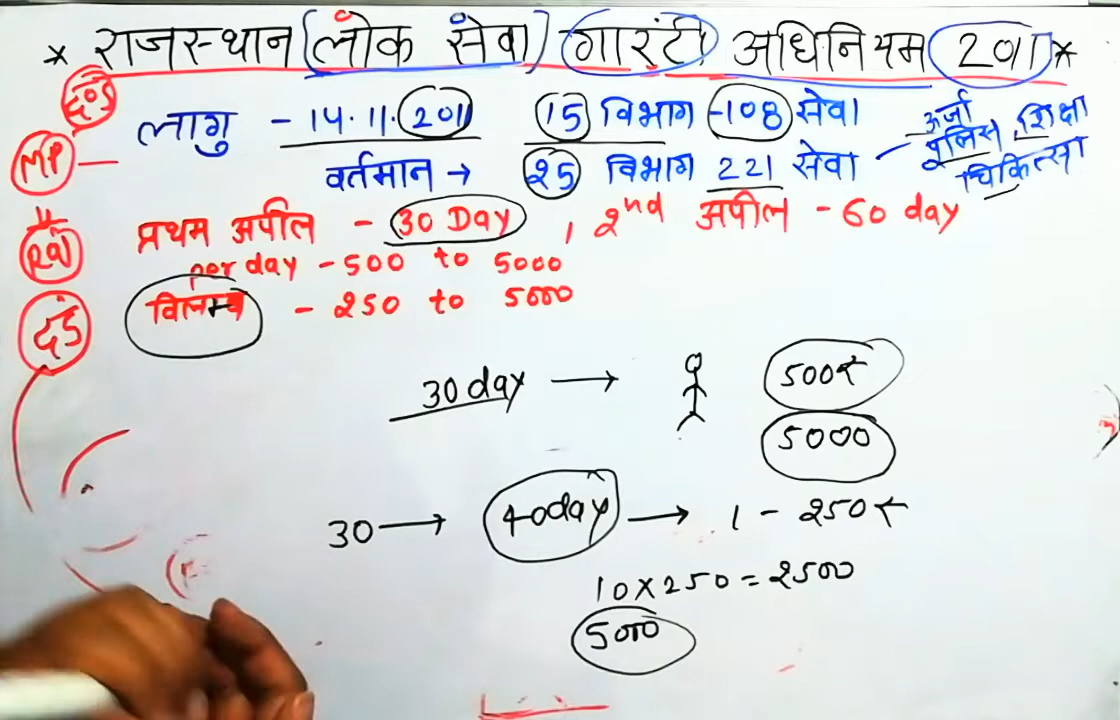 * राजस्थान (लोक सेवा) गारंटी अधिनियम 2011 *
दंड
लागु - 14.11.2011 15 विभाग - 108 सेवा
ऊर्जा
पुलिस, शिक्षा
चिकित्सा
MP -
वर्तमान → 25 विभाग 221 सेवा -
प्रथम अपील - 30 Day, 2nd अपील - 60 day
per day - 500 to 5000
विलम्ब - 250 to 5000
दंड
30 day → 500₹
5000
30 → 40day → 1 - 250₹
10 x 250 = 2500
5000